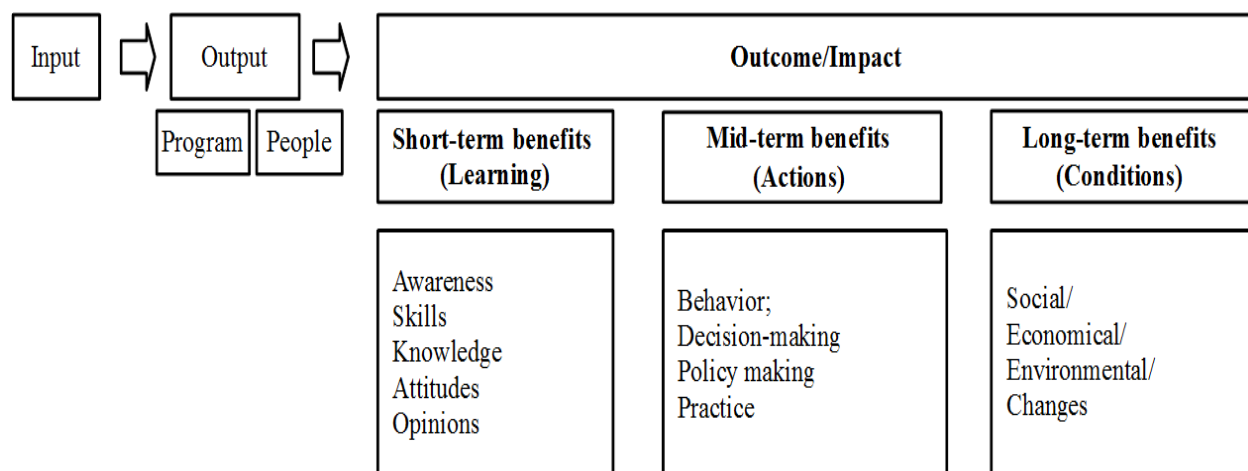 Input
Output
Outcome/Impact
Program
People
Short-term benefits
(Learning)
Mid-term benefits
(Actions)
Long-term benefits
(Conditions)
Awareness
Skills
Knowledge
Attitudes
Opinions
Behavior;
Decision-making
Policy making
Practice
Social/
Economical/
Environmental/
Changes